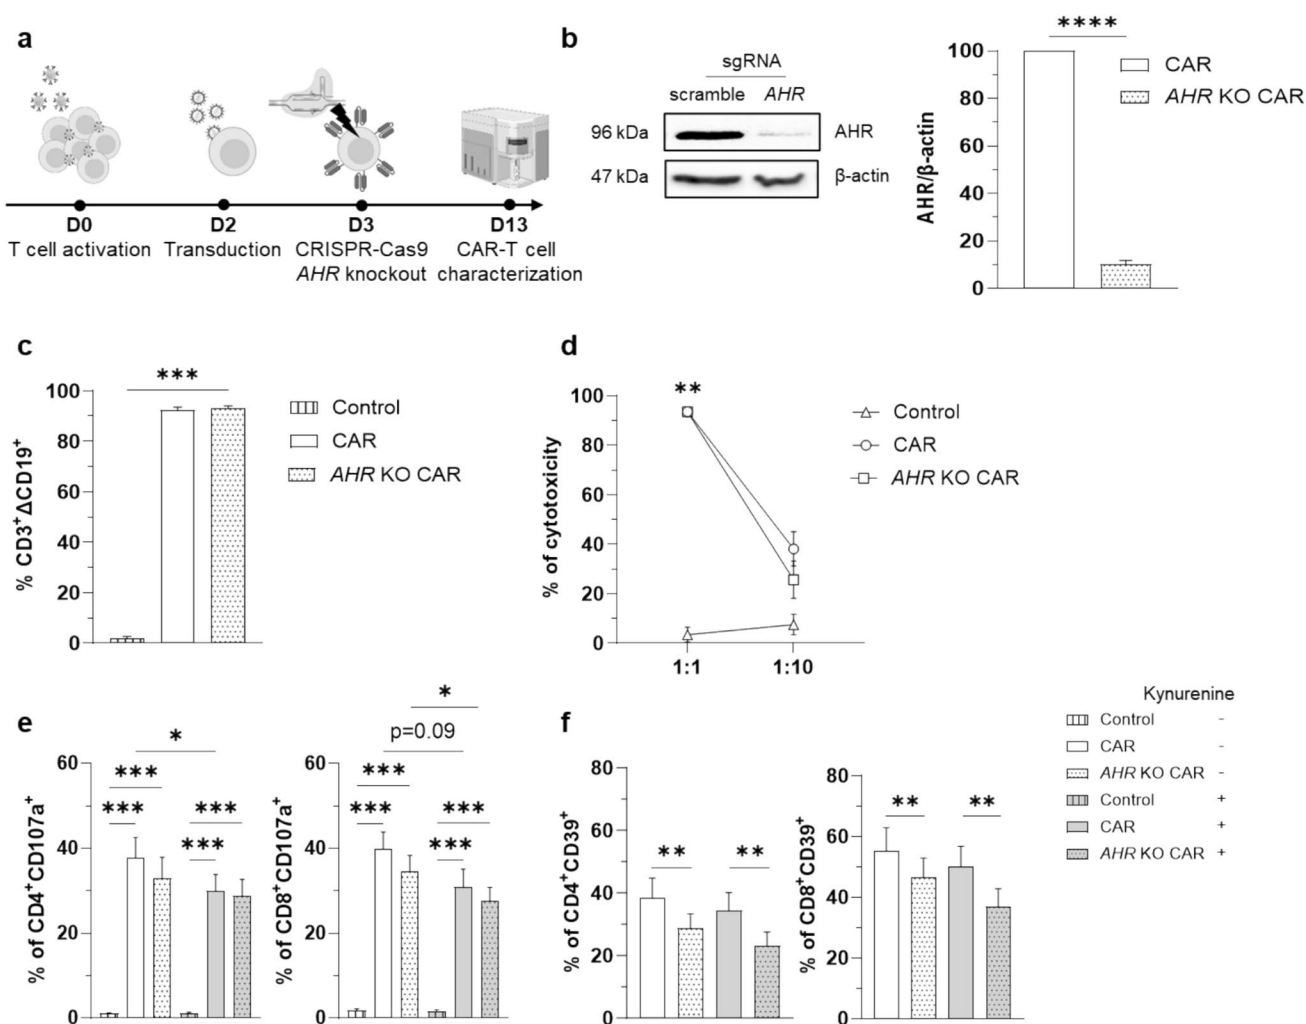 a
D0
D2
D3
D13
T cell activation
Transduction
CRISPR-Cas9
AHR knockout
CAR-T cell
characterization
b
sgRNA
scramble AHR
96 kDa
AHR
47 kDa
β-actin
****
100
80
60
40
20
0
AHR/β-actin
CAR
AHR KO CAR
c
***
100
80
60
40
20
0
% CD3⁺ΔCD19⁺
Control
CAR
AHR KO CAR
d
**
100
80
60
40
20
0
% of cytotoxicity
1:1
1:10
Control
CAR
AHR KO CAR
e
*
***
***
***
***
60
40
20
0
% of CD4⁺CD107a⁺
*
p=0.09
***
***
***
***
60
40
20
0
% of CD8⁺CD107a⁺
f
** **
80
60
40
20
0
% of CD4⁺CD39⁺
** **
80
60
40
20
0
% of CD8⁺CD39⁺
Kynurenine
Control -
CAR -
AHR KO CAR -
Control +
CAR +
AHR KO CAR +